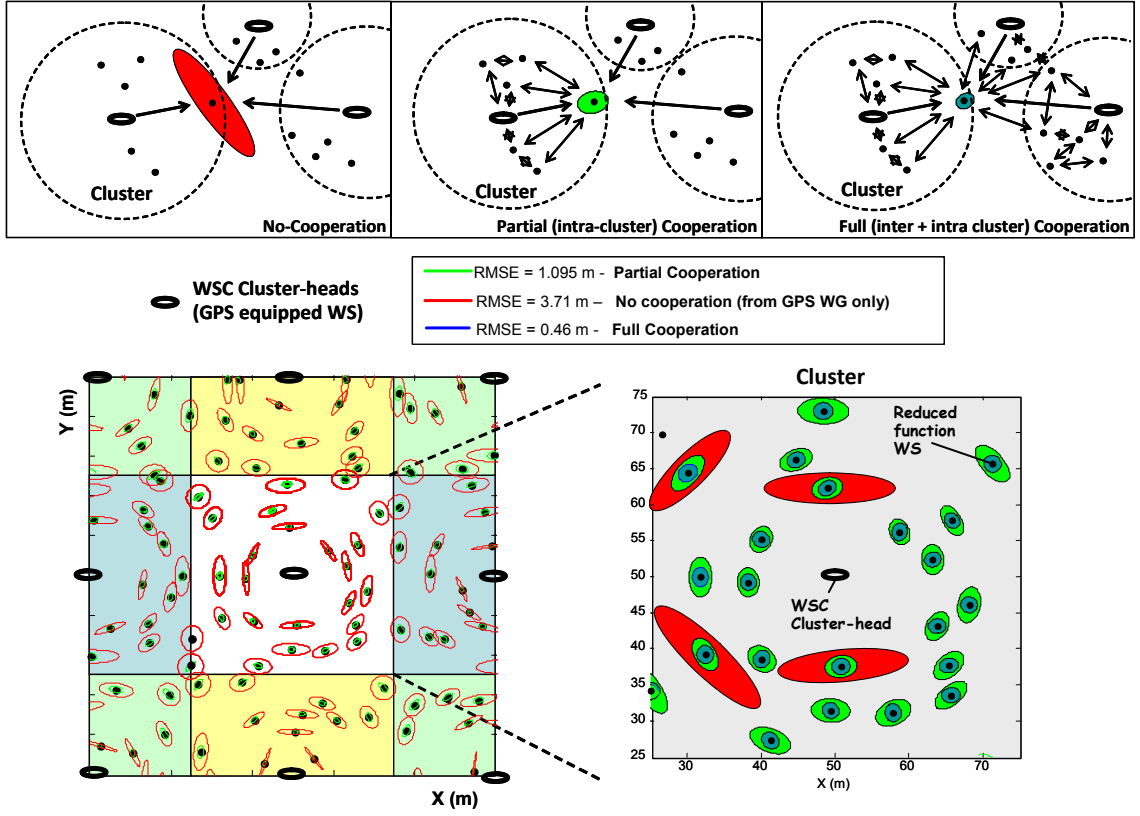 Cluster
No-Cooperation
Cluster
Partial (intra-cluster) Cooperation
Cluster
Full (inter + intra cluster) Cooperation
WSC Cluster-heads
(GPS equipped WS)
RMSE = 1.095 m - Partial Cooperation
RMSE = 3.71 m – No cooperation (from GPS WG only)
RMSE = 0.46 m - Full Cooperation
Y (m)
X (m)
Cluster
75
70
65
60
55
50
45
40
35
30
25
30
40
50
60
70
X (m)
Reduced
function
WS
WSC
Cluster-head